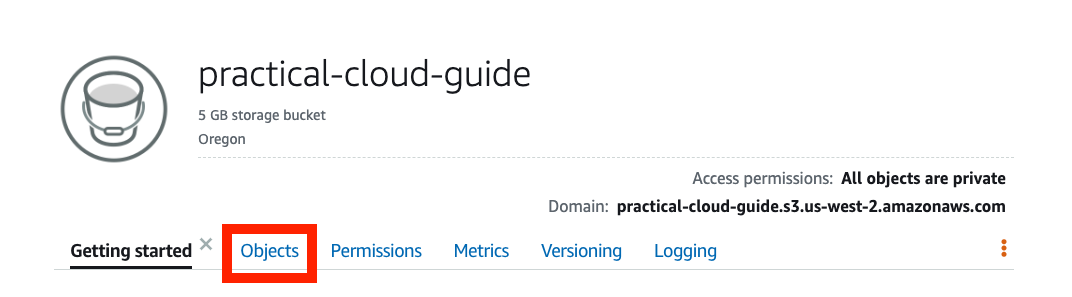 practical-cloud-guide
5 GB storage bucket
Oregon
Access permissions: All objects are private
Domain: practical-cloud-guide.s3.us-west-2.amazonaws.com
Getting started × Objects Permissions Metrics Versioning Logging